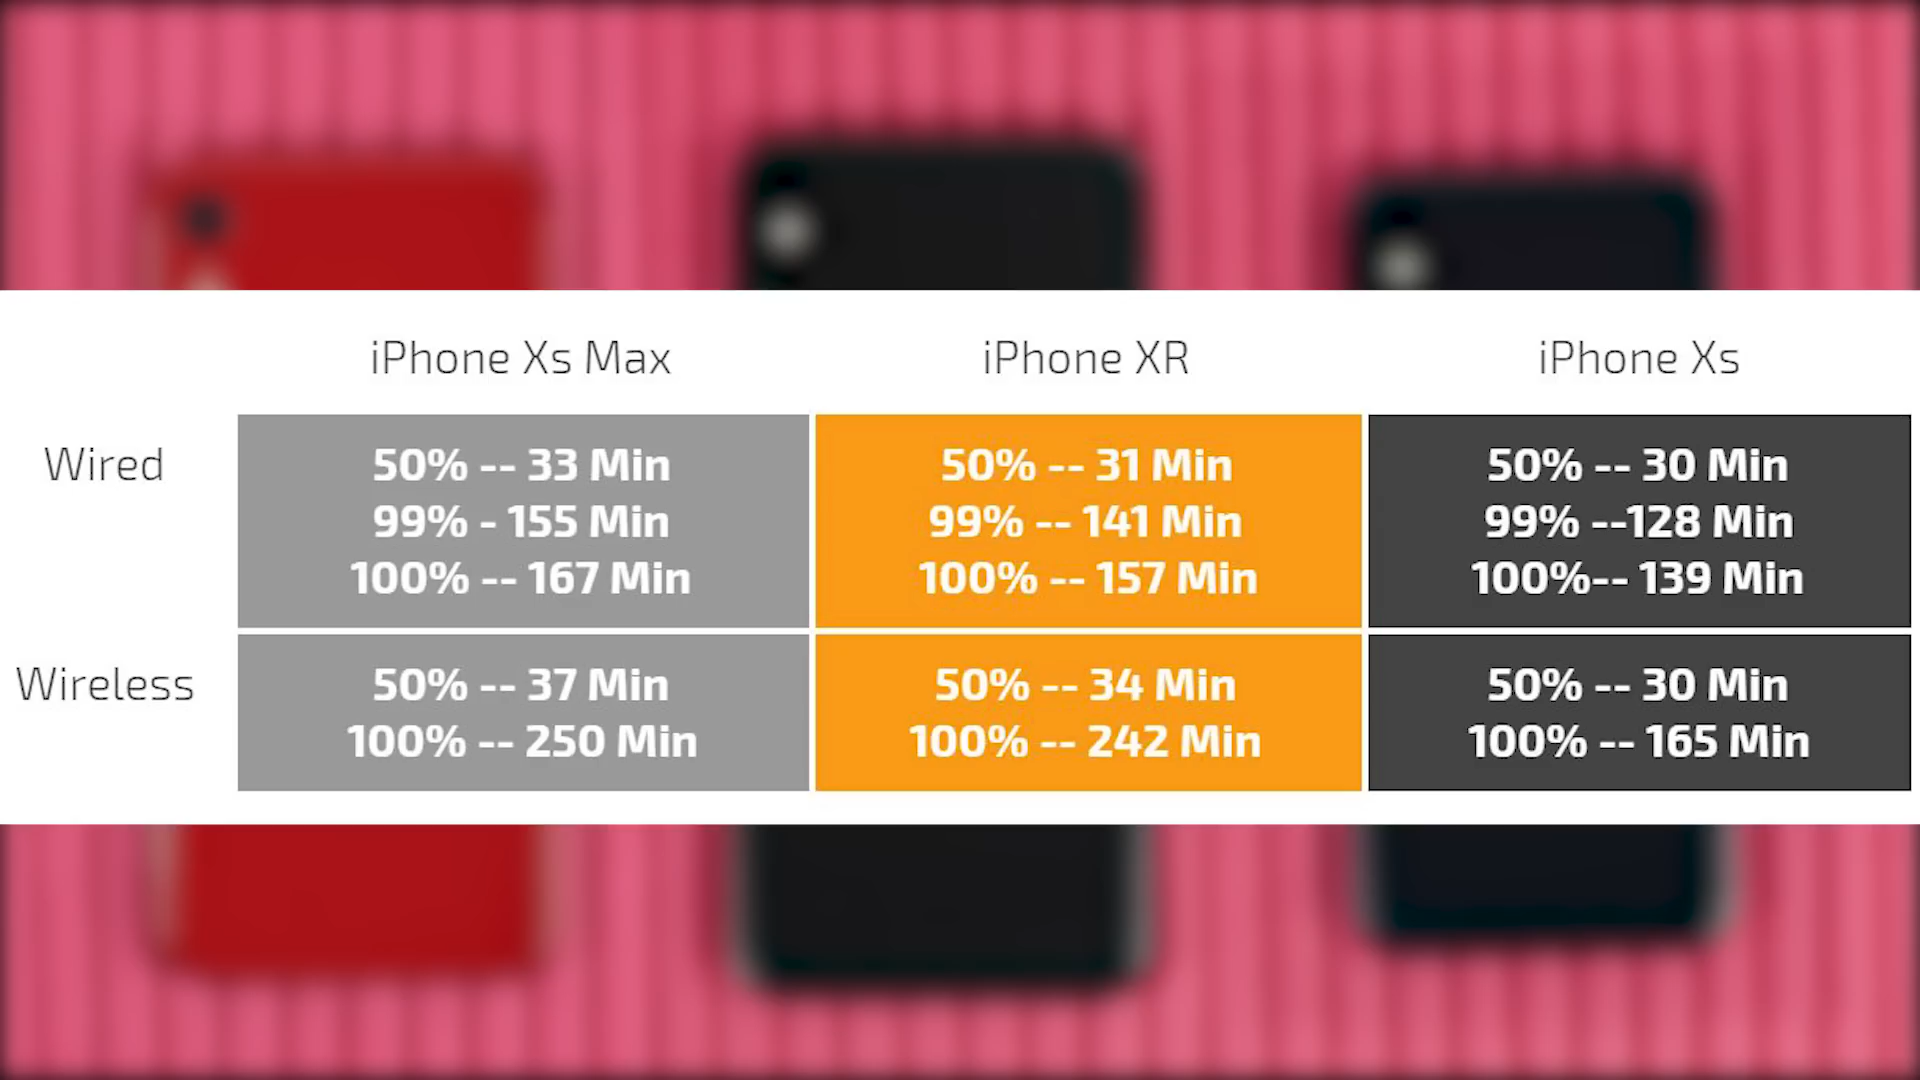 iPhone Xs Max iPhone XR iPhone Xs
Wired
50% -- 33 Min
99% - 155 Min
100% -- 167 Min
50% -- 31 Min
99% -- 141 Min
100% -- 157 Min
50% -- 30 Min
99% --128 Min
100%-- 139 Min
Wireless
50% -- 37 Min
100% -- 250 Min
50% -- 34 Min
100% -- 242 Min
50% -- 30 Min
100% -- 165 Min